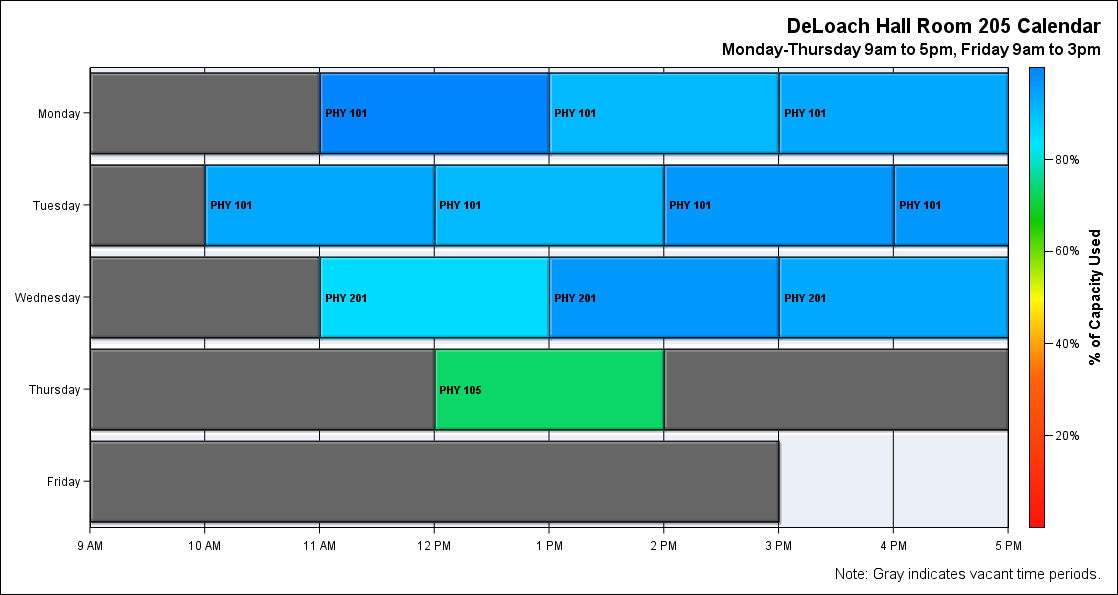 DeLoach Hall Room 205 Calendar
Monday-Thursday 9am to 5pm, Friday 9am to 3pm
Monday
PHY 101
PHY 101
PHY 101
Tuesday
PHY 101
PHY 101
PHY 101
PHY 101
Wednesday
PHY 201
PHY 201
PHY 201
Thursday
PHY 105
Friday
9 AM
10 AM
11 AM
12 PM
1 PM
2 PM
3 PM
4 PM
5 PM
80%
60%
40%
20%
% of Capacity Used
Note: Gray indicates vacant time periods.